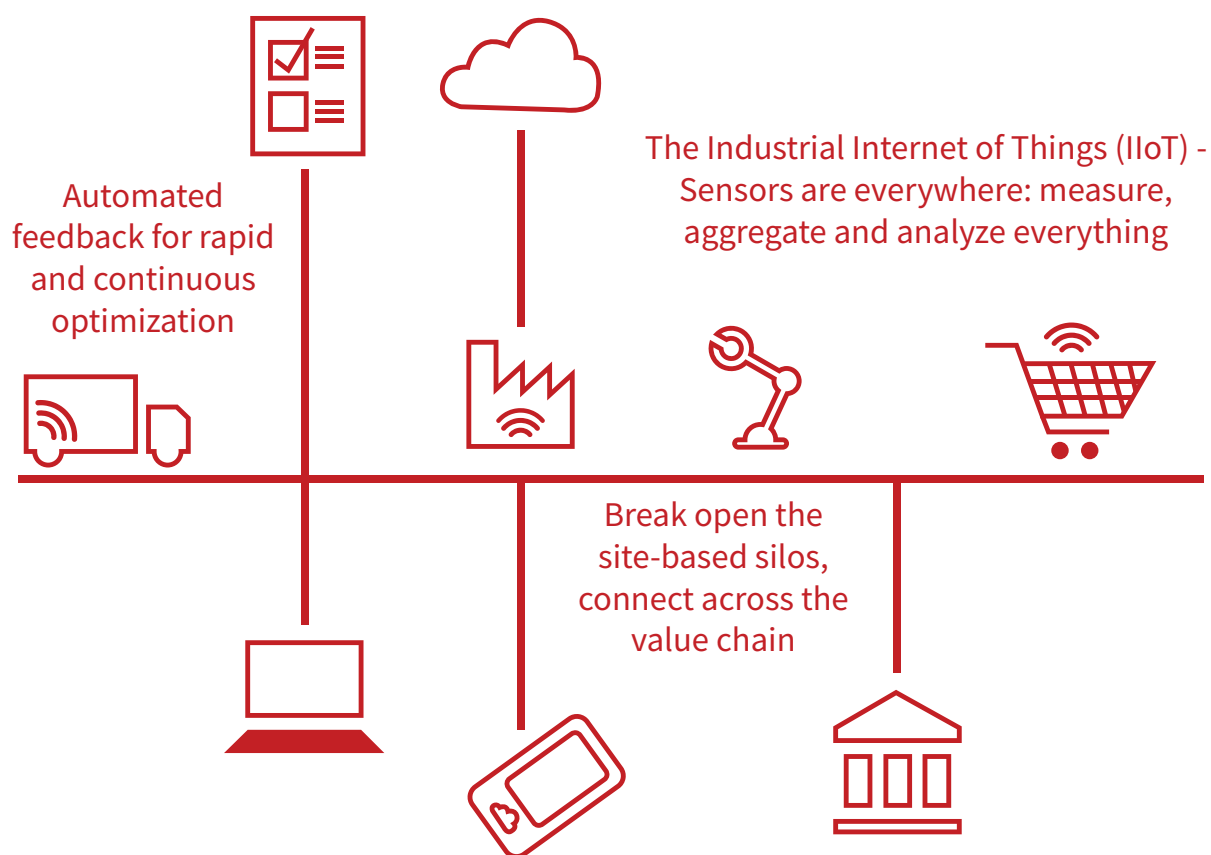 Automated
feedback for rapid
and continuous
optimization
The Industrial Internet of Things (IIoT) -
Sensors are everywhere: measure,
aggregate and analyze everything
Break open the
site-based silos,
connect across the
value chain